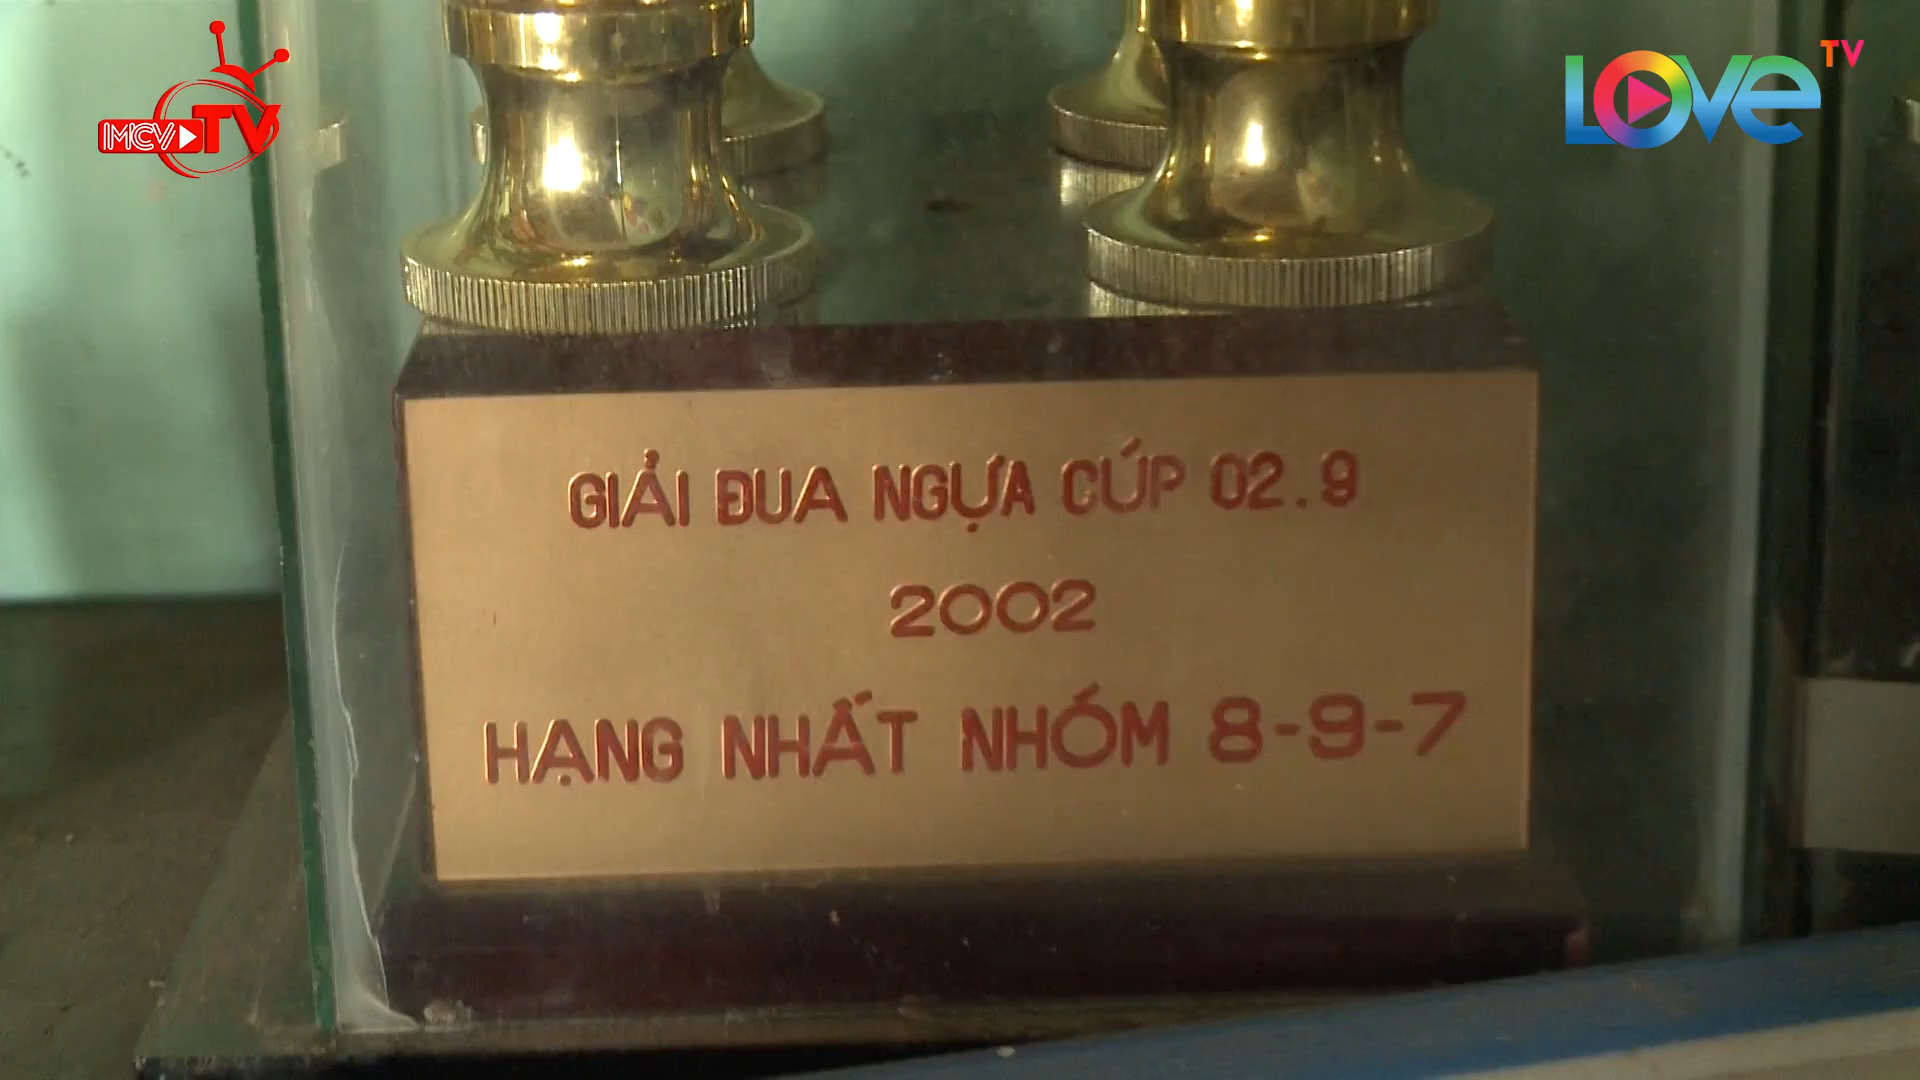 IMCV TV
LOVE TV
GIẢI ĐUA NGỰA CÚP 02.9
2002
HẠNG NHẤT NHÓM 8-9-7